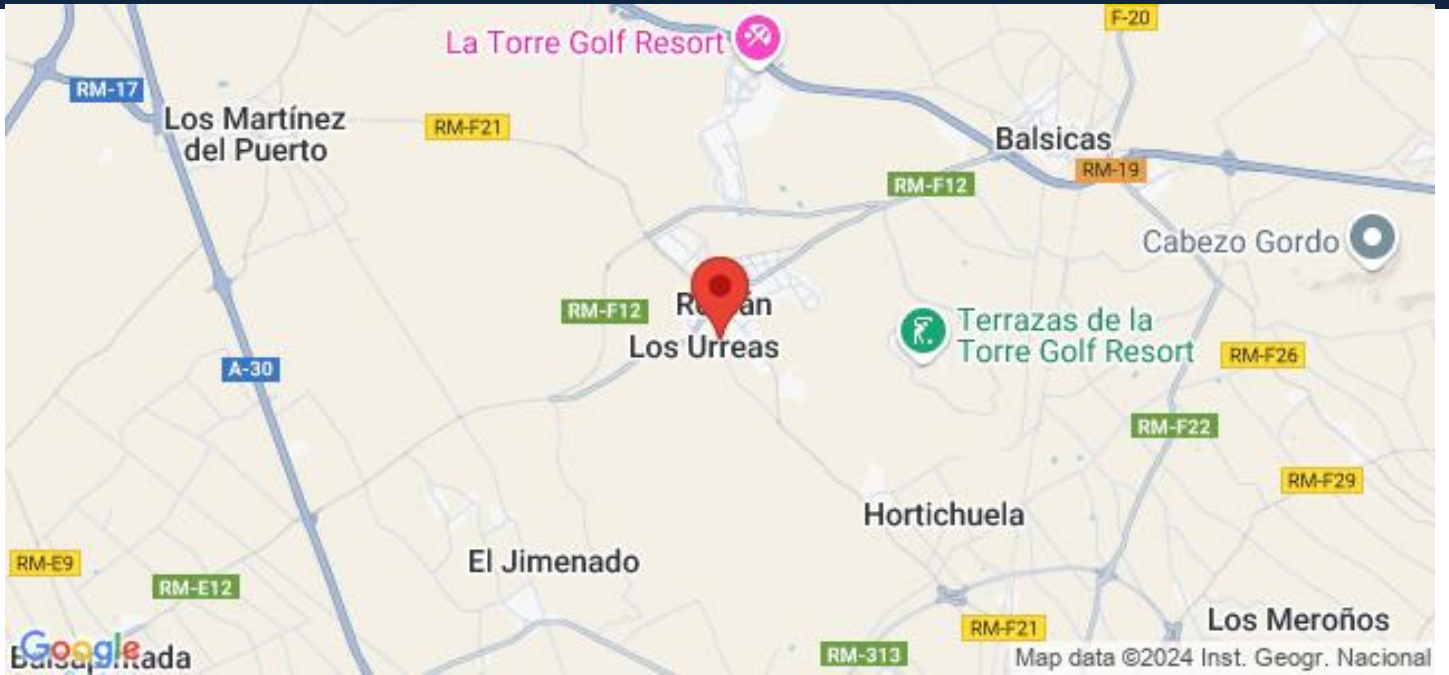 F-20
La Torre Golf Resort
RM-17
Los Martínez
del Puerto
RM-F21
Balsicas
RM-19
RM-F12
Cabezo Gordo
RM-F12
Los Urreas
Terrazas de la
Torre Golf Resort
RM-F26
A-30
RM-F22
RM-F29
Hortichuela
El Jimenado
RM-E9
RM-E12
RM-F21
Los Meroños
Google
RM-313
Map data ©2024 Inst. Geogr. Nacional